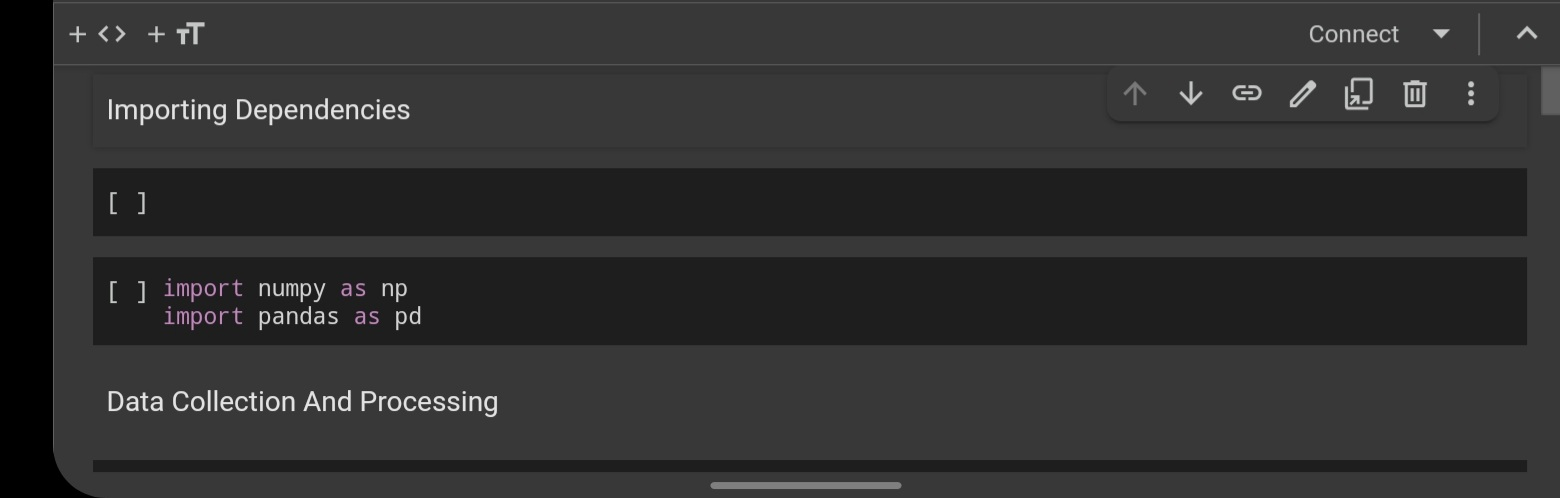 + <> + TT
Connect
Importing Dependencies
[ ]
[ ] import numpy as np
import pandas as pd
Data Collection And Processing